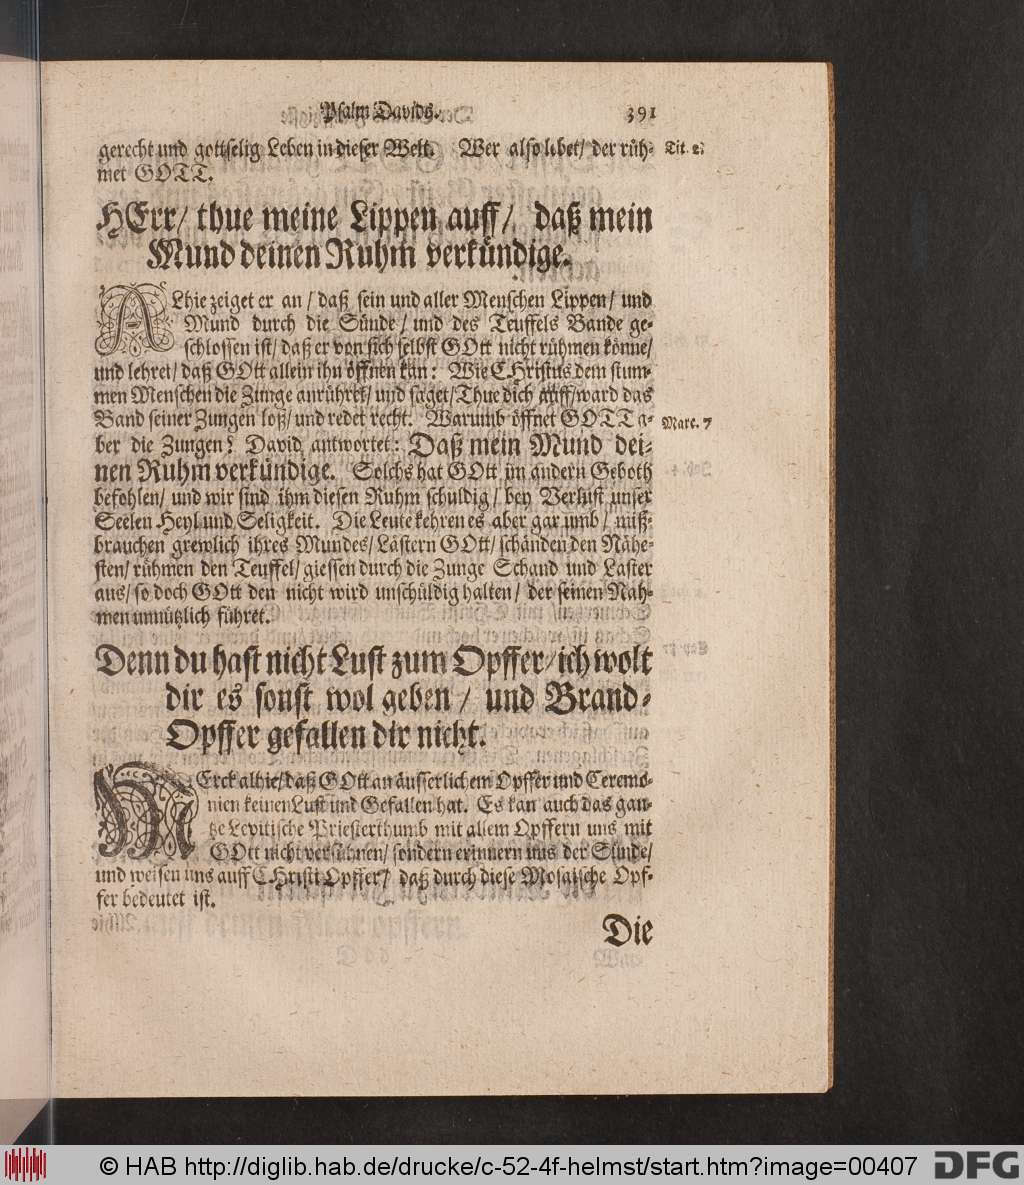 Psalm Davids. 391
gerecht und gottselig Leben in dieser Welt. Wer also lebet/ der rüh- Tit. 2.
met GOTT.
HErr/ thue meine Lippen auff/ daß mein
Mund deinen Ruhm verkündige.
ALhie zeiget er an/ daß sein und aller Menschen Lippen/ und
Mund durch die Sünde/ und des Teuffels Bande ge-
schlossen ist/ daß er von sich selbst GOtt nicht rühmen könne/
und lehret/ daß GOtt allein ihn öffnen kan: Wie CHristus dem stum-
men Menschen die Zunge anrühret/ und saget/ Thue dich auff/ ward das
Band seiner Zungen loß/ und redet recht. Warumb öffnet GOTT a- Marc. 7
ber die Zungen? David antwortet: Daß mein Mund dei-
nen Ruhm verkündige. Solchs hat GOtt im andern Geboth
befohlen/ und wir sind ihm diesen Ruhm schuldig/ bey Verlust unser
Seelen Heyl und Seligkeit. Die Leute kehren es aber gar umb/ miß-
brauchen grewlich ihres Mundes/ Lästern GOtt/ schänden den Nähe-
sten/ rühmen den Teuffel/ giessen durch die Zunge Schand und Laster
aus/ so doch GOtt den nicht wird unschüldig halten/ der seinen Nah-
men unnützlich führet.
Denn du hast nicht Lust zum Opffer/ ich wolt
dir es sonst wol geben/ und Brand-
Opffer gefallen dir nicht.
MErck alhie/ daß GOtt an äusserlichem Opffer und Ceremo-
nien keinen Lust und Gefallen hat. Es kan auch das gan-
tze Levitische Priesterthumb mit allem Opffern uns mit
GOtt nicht versühnen/ sondern erinnern uns der Sünde/
und weisen uns auff CHristi Opffer/ daß durch diese Mosaische Opf-
fer bedeutet ist.
Die
© HAB http://diglib.hab.de/drucke/c-52-4f-helmst/start.htm?image=00407 DFG